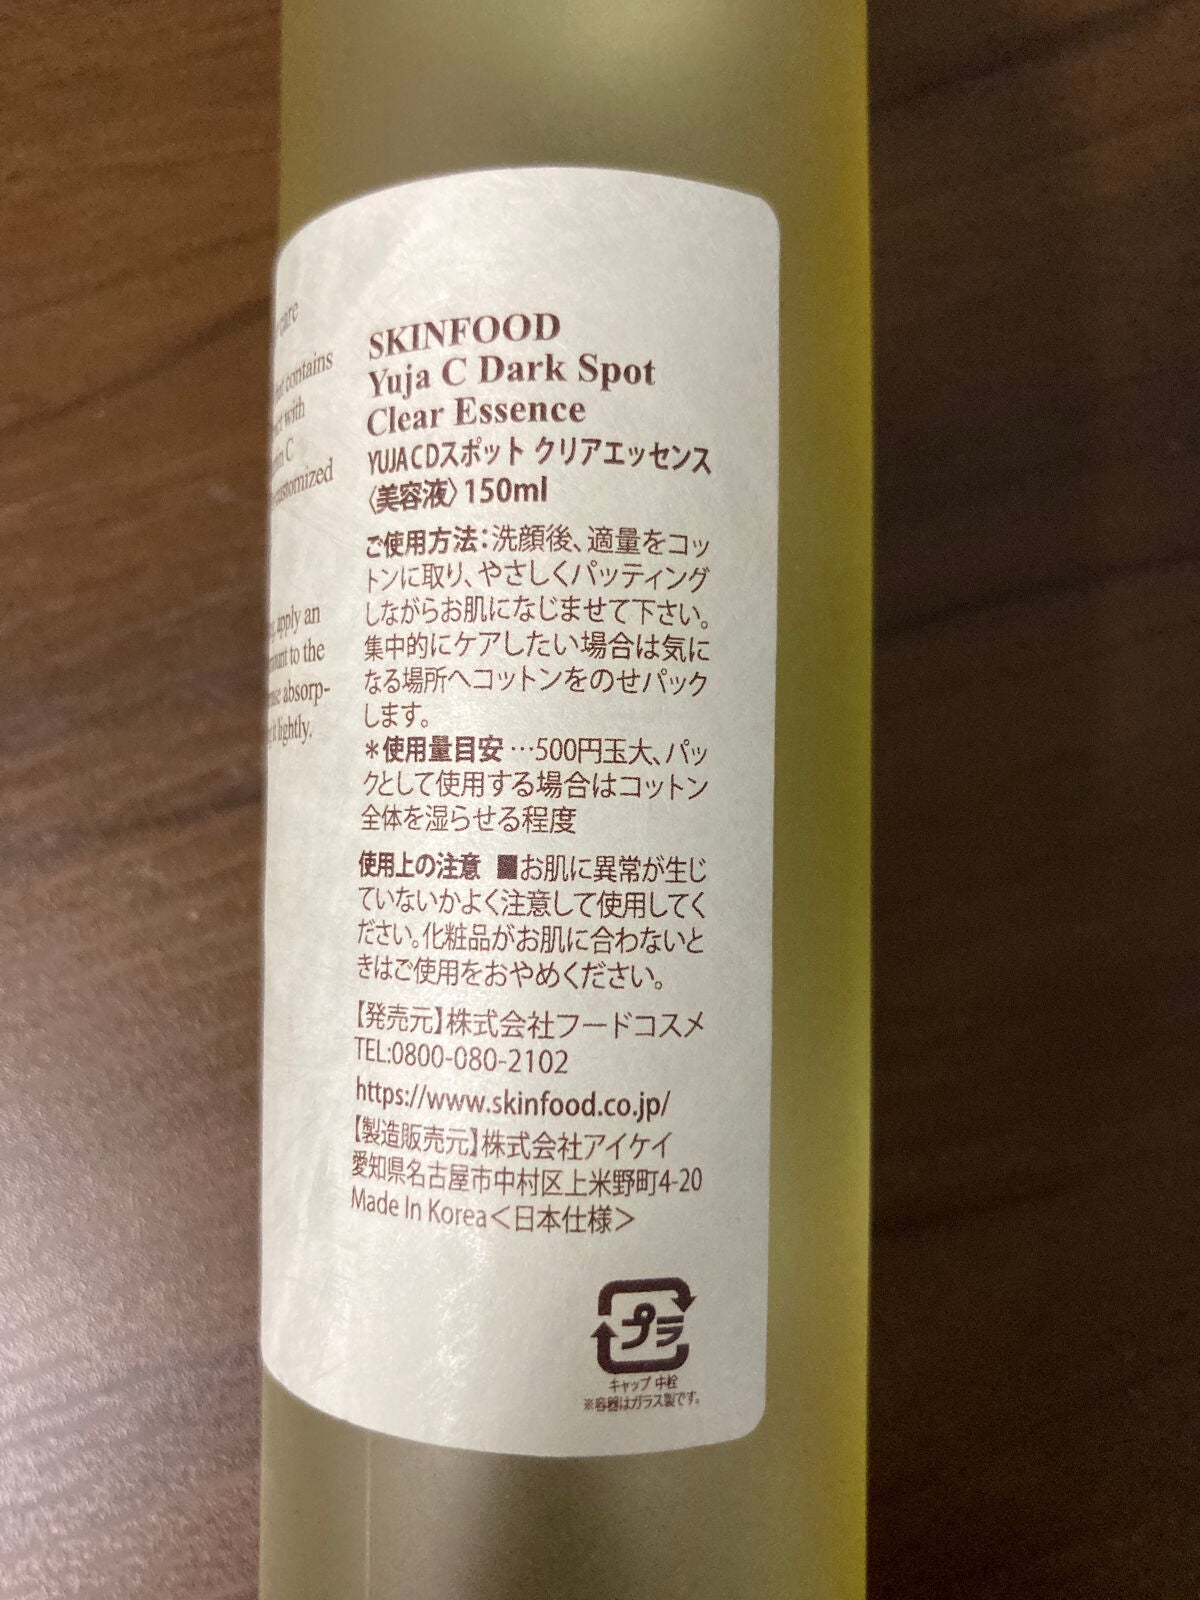 care
contains
with
C
customized
apply an
to the
absorp-
it lightly.
SKINFOOD
Yuja C Dark Spot
Clear Essence
YUJA C Dスポット クリアエッセンス
〈美容液〉150ml
ご使用方法：洗顔後、適量をコッ
トンに取り、やさしくパッティング
しながらお肌になじませて下さい。
集中的にケアしたい場合は気に
なる場所へコットンをのせパック
します。
＊使用量目安 …500円玉大、パッ
クとして使用する場合はコットン
全体を湿らせる程度
使用上の注意 ■お肌に異常が生じ
ていないかよく注意して使用してく
ださい。化粧品がお肌に合わないと
きはご使用をおやめください。
【発売元】株式会社フードコスメ
TEL:0800-080-2102
https://www.skinfood.co.jp/
【製造販売元】株式会社アイケイ
愛知県名古屋市中村区上米野町4-20
Made In Korea＜日本仕様＞
プラ
キャップ 中栓
※容器はガラス製です。